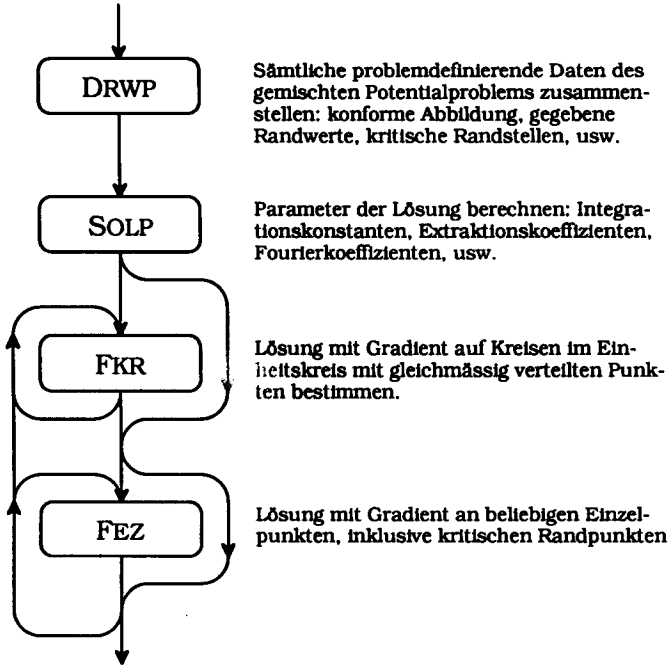 DRWP
Sämtliche problemdefinierende Daten des
gemischten Potentialproblems zusammen-
stellen: konforme Abbildung, gegebene
Randwerte, kritische Randstellen, usw.
SOLP
Parameter der Lösung berechnen: Integra-
tionskonstanten, Extraktionskoeffizienten,
Fourierkoeffizienten, usw.
FKR
Lösung mit Gradient auf Kreisen im Ein-
heitskreis mit gleichmässig verteilten Punk-
ten bestimmen.
FEZ
Lösung mit Gradient an beliebigen Einzel-
punkten, inklusive kritischen Randpunkten